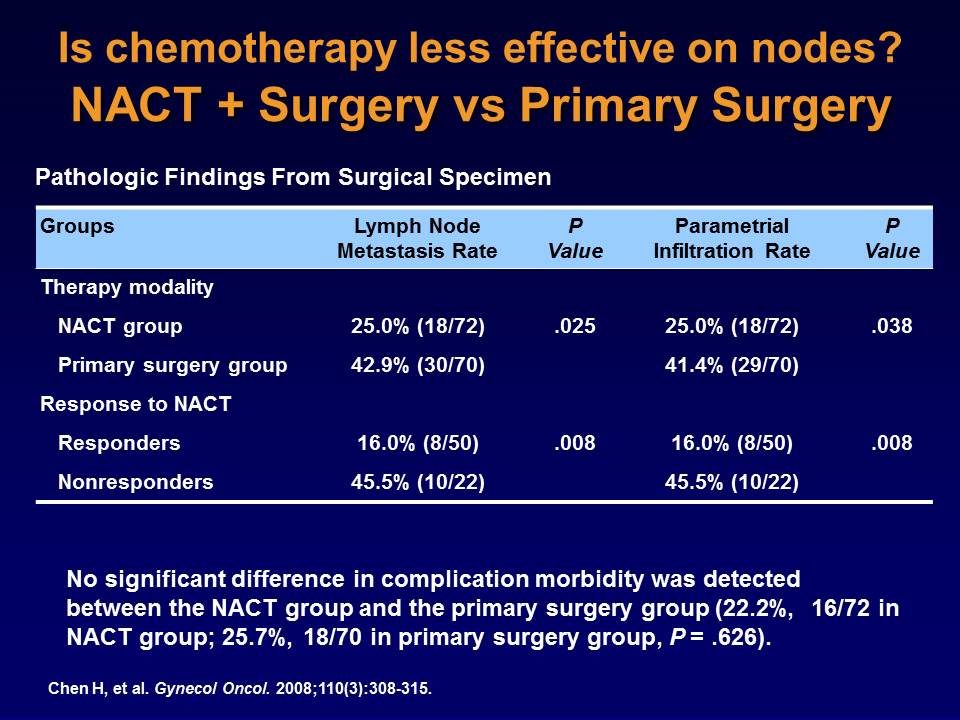 Is chemotherapy less effective on nodes?
NACT + Surgery vs Primary Surgery
Pathologic Findings From Surgical Specimen
Groups Lymph Node Metastasis Rate P Value Parametrial Infiltration Rate P Value
Therapy modality
NACT group 25.0% (18/72) .025 25.0% (18/72) .038
Primary surgery group 42.9% (30/70) 41.4% (29/70)
Response to NACT
Responders 16.0% (8/50) .008 16.0% (8/50) .008
Nonresponders 45.5% (10/22) 45.5% (10/22)
No significant difference in complication morbidity was detected
between the NACT group and the primary surgery group (22.2%, 16/72 in
NACT group; 25.7%, 18/70 in primary surgery group, P = .626).
Chen H, et al. Gynecol Oncol. 2008;110(3):308-315.